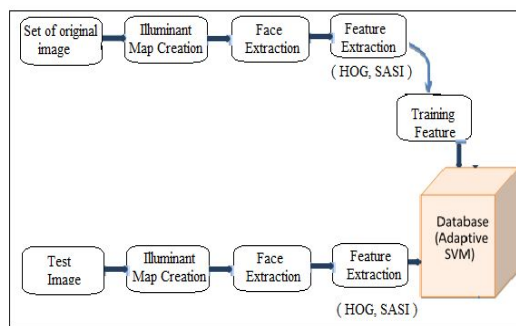 Set of original
image
Illuminant
Map Creation
Face
Extraction
Feature
Extraction
( HOG, SASI)
Training
Feature
Database
(Adaptive
SVM)
Test
Image
Illuminant
Map Creation
Face
Extraction
Feature
Extraction
(HOG, SASI)